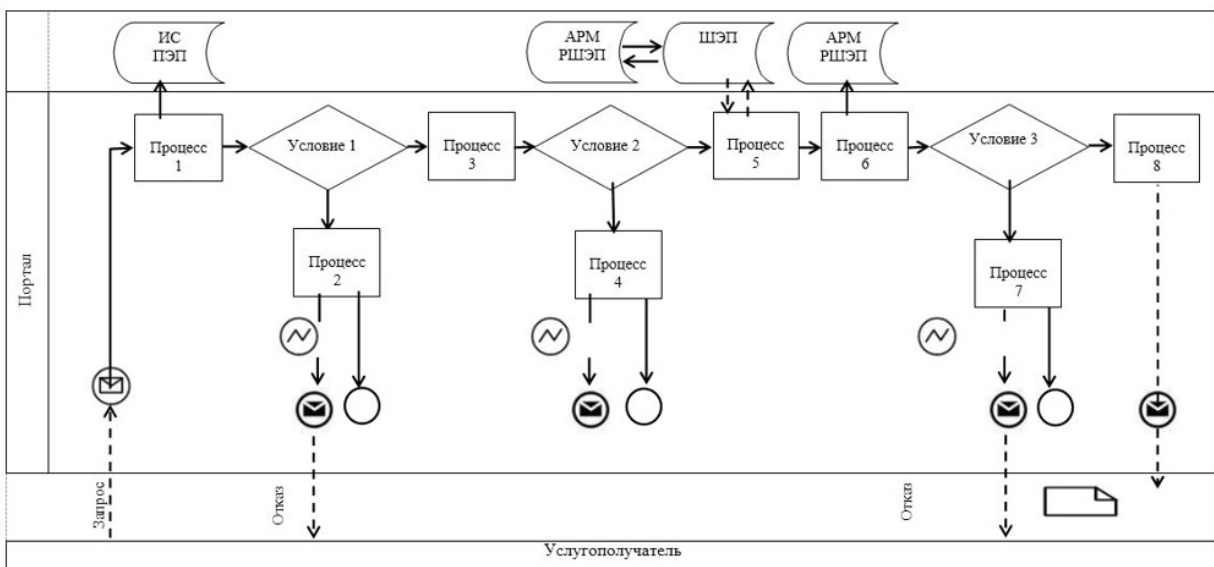 ИС
ПЭП
АРМ
РШЭП
ШЭП
АРМ
РШЭП
Процесс
1
Условие 1
Процесс
3
Условие 2
Процесс
5
Процесс
6
Условие 3
Процесс
8
Процесс
2
Процесс
4
Процесс
7
Портал
Запрос
Отказ
Отказ
Услугополучатель